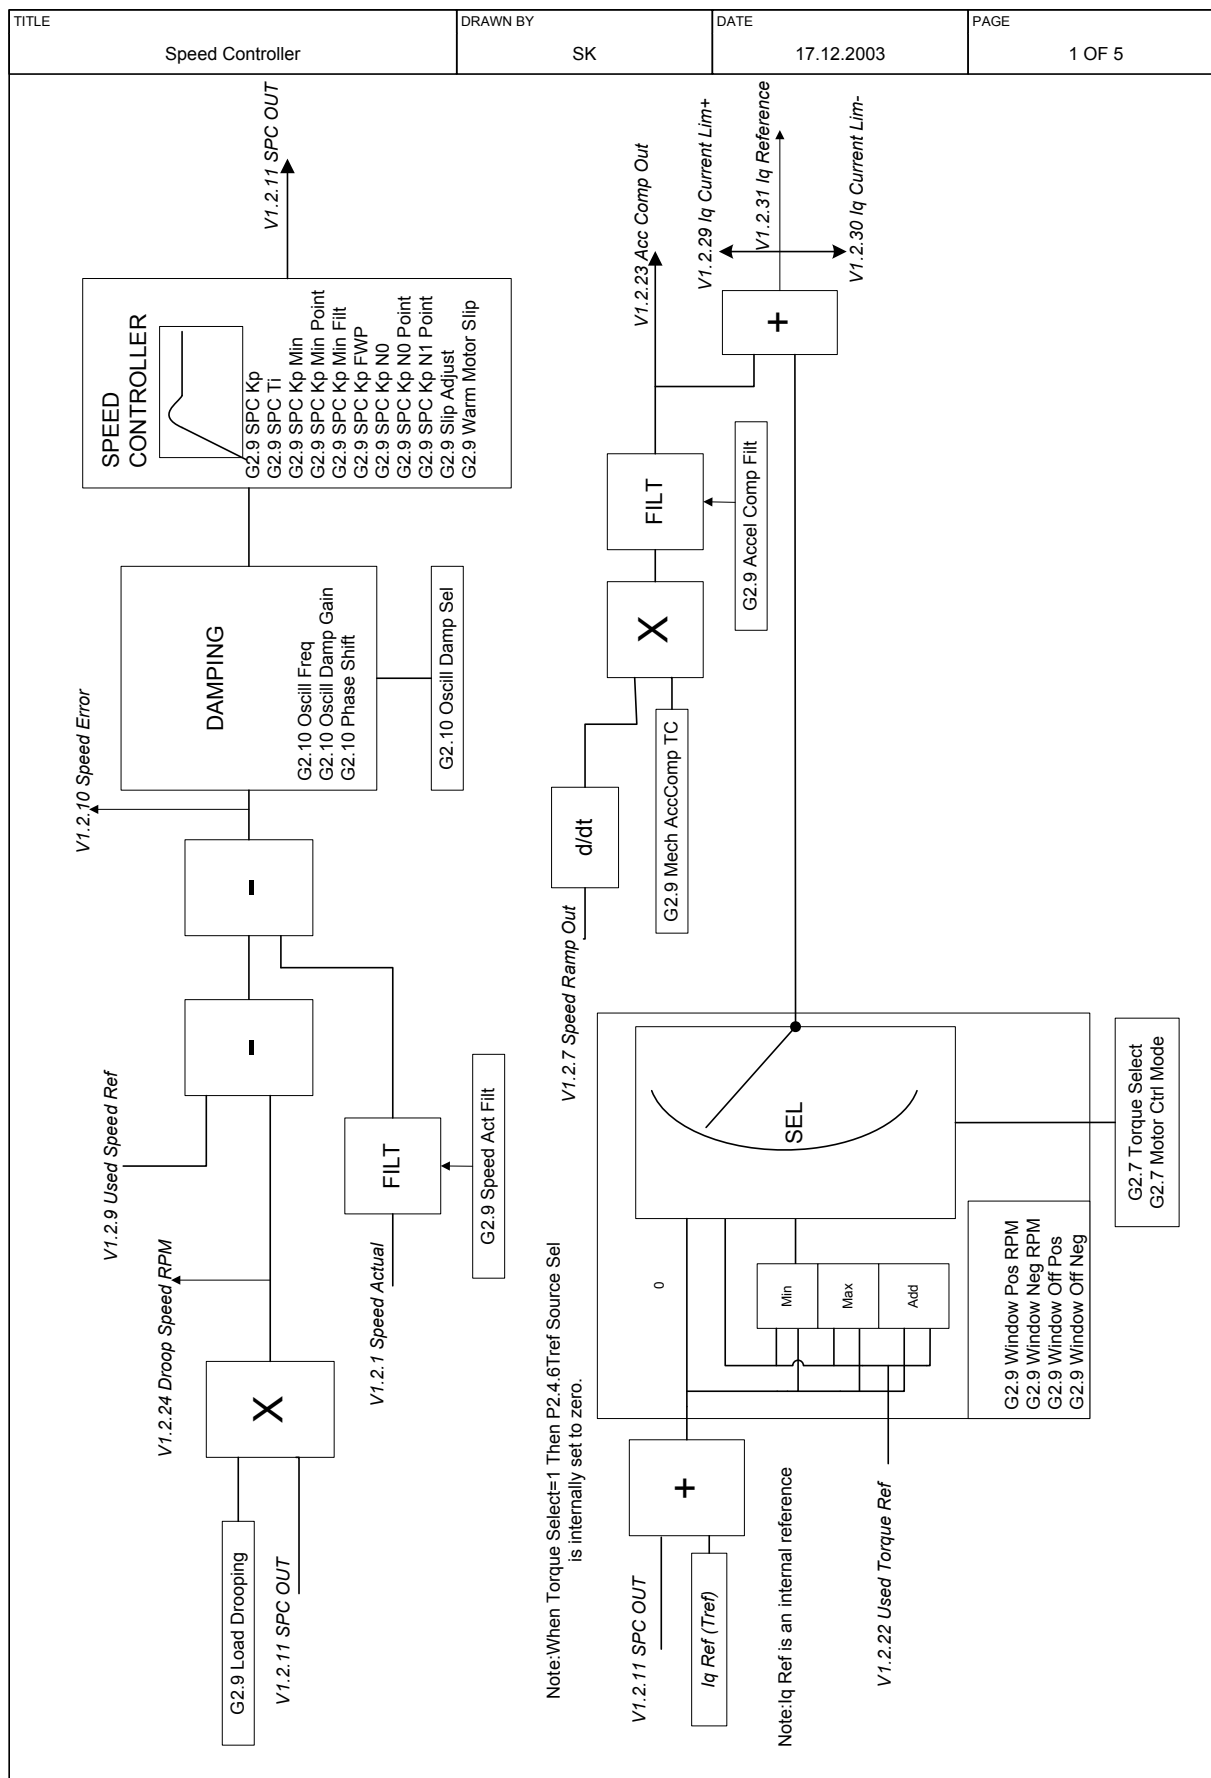 TITLE
Speed Controller
DRAWN BY
SK
DATE
17.12.2003
PAGE
1 OF 5
G2.9 Load Drooping
V1.2.11 SPC OUT
X
V1.2.24 Droop Speed RPM
V1.2.9 Used Speed Ref
V1.2.1 Speed Actual
FILT
G2.9 Speed Act Filt
-
-
V1.2.10 Speed Error
DAMPING
G2.10 Oscill Freq
G2.10 Oscill Damp Gain
G2.10 Phase Shift
G2.10 Oscill Damp Sel
SPEED
CONTROLLER
G2.9 SPC Kp
G2.9 SPC Ti
G2.9 SPC Kp Min
G2.9 SPC Kp Min Point
G2.9 SPC Kp Min Filt
G2.9 SPC Kp FWP
G2.9 SPC Kp N0
G2.9 SPC Kp N0 Point
G2.9 SPC Kp N1 Point
G2.9 Slip Adjust
G2.9 Warm Motor Slip
V1.2.11 SPC OUT
Note:When Torque Select=1 Then P2.4.6Tref Source Sel
is internally set to zero.
V1.2.11 SPC OUT
Iq Ref (Tref)
+
Note:Iq Ref is an internal reference
V1.2.22 Used Torque Ref
0
Min
Max
Add
SEL
G2.9 Window Pos RPM
G2.9 Window Neg RPM
G2.9 Window Off Pos
G2.9 Window Off Neg
G2.7 Torque Select
G2.7 Motor Ctrl Mode
V1.2.7 Speed Ramp Out
d/dt
G2.9 Mech AccComp TC
X
FILT
G2.9 Accel Comp Filt
V1.2.23 Acc Comp Out
+
V1.2.29 Iq Current Lim+
V1.2.31 Iq Reference
V1.2.30 Iq Current Lim-